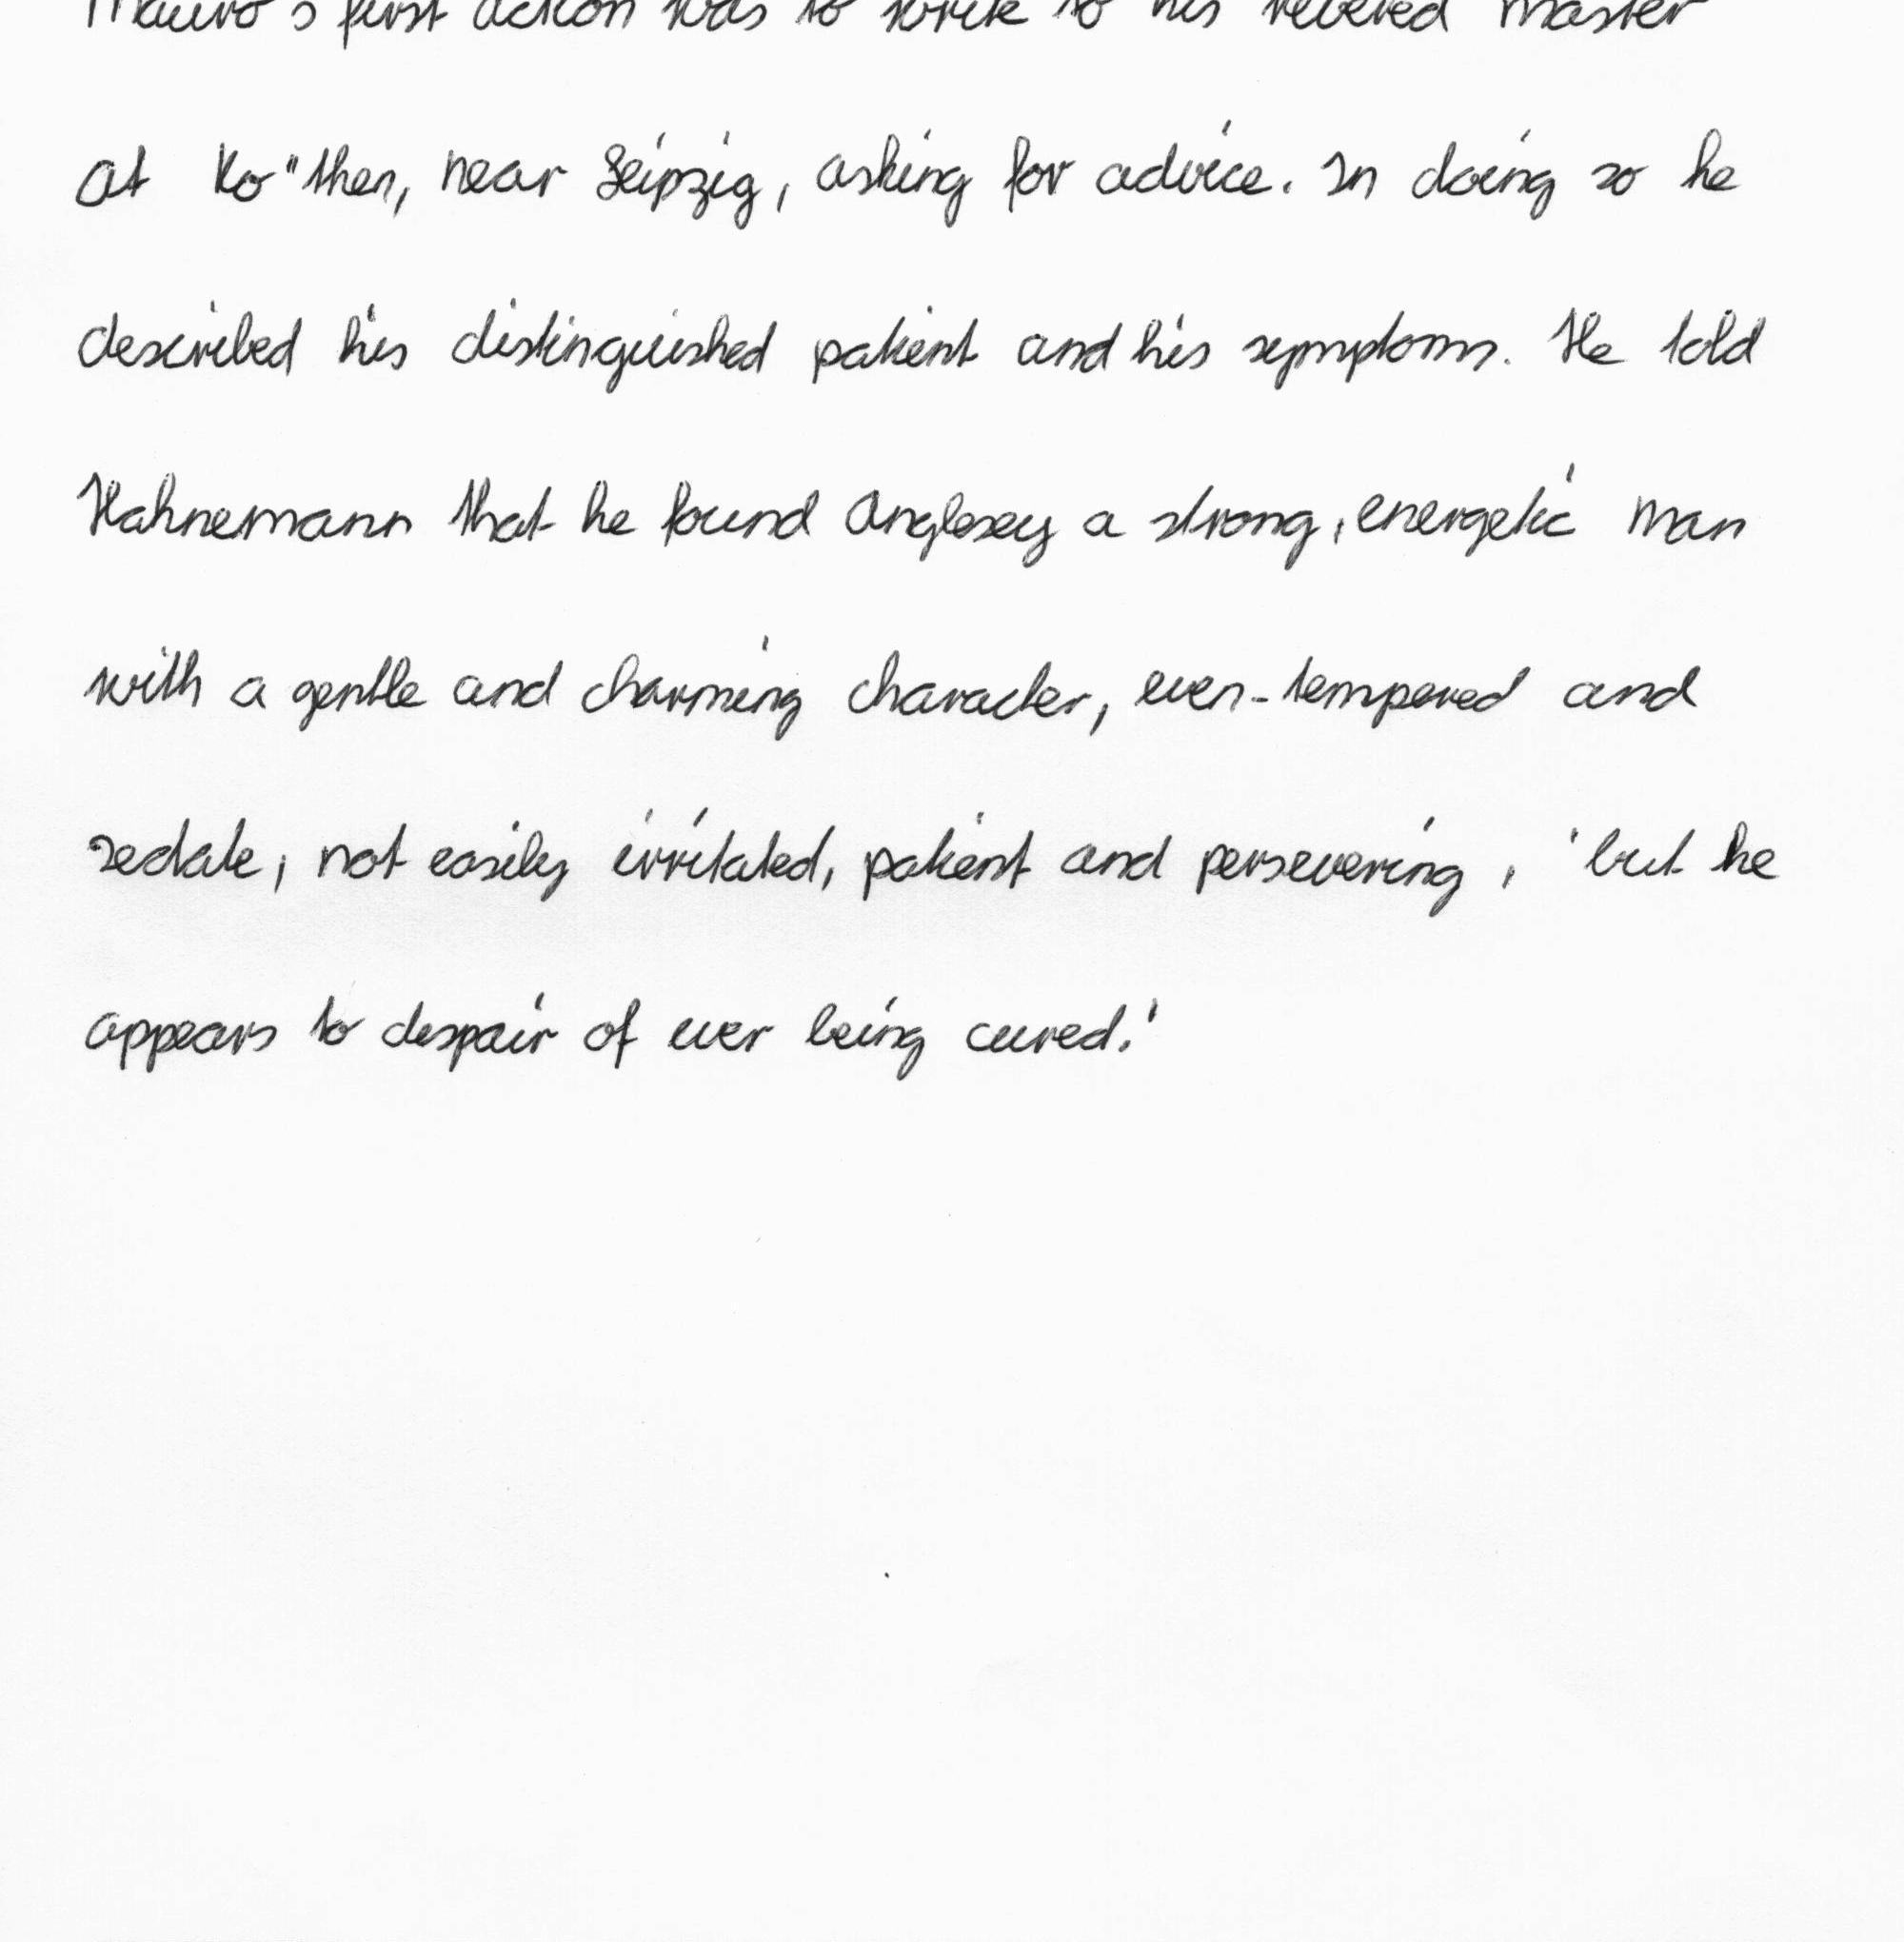 Mauro's first action was to write to his revered master
at Ko"then, near Leipzig, asking for advice. In doing so he
described his distinguished patient and his symptoms. He told
Hahnemann that he found Anglesey a strong, energetic man
with a gentle and charming character, even-tempered and
sedate, not easily irritated, patient and persevering, 'but he
appears to despair of ever being cured.'